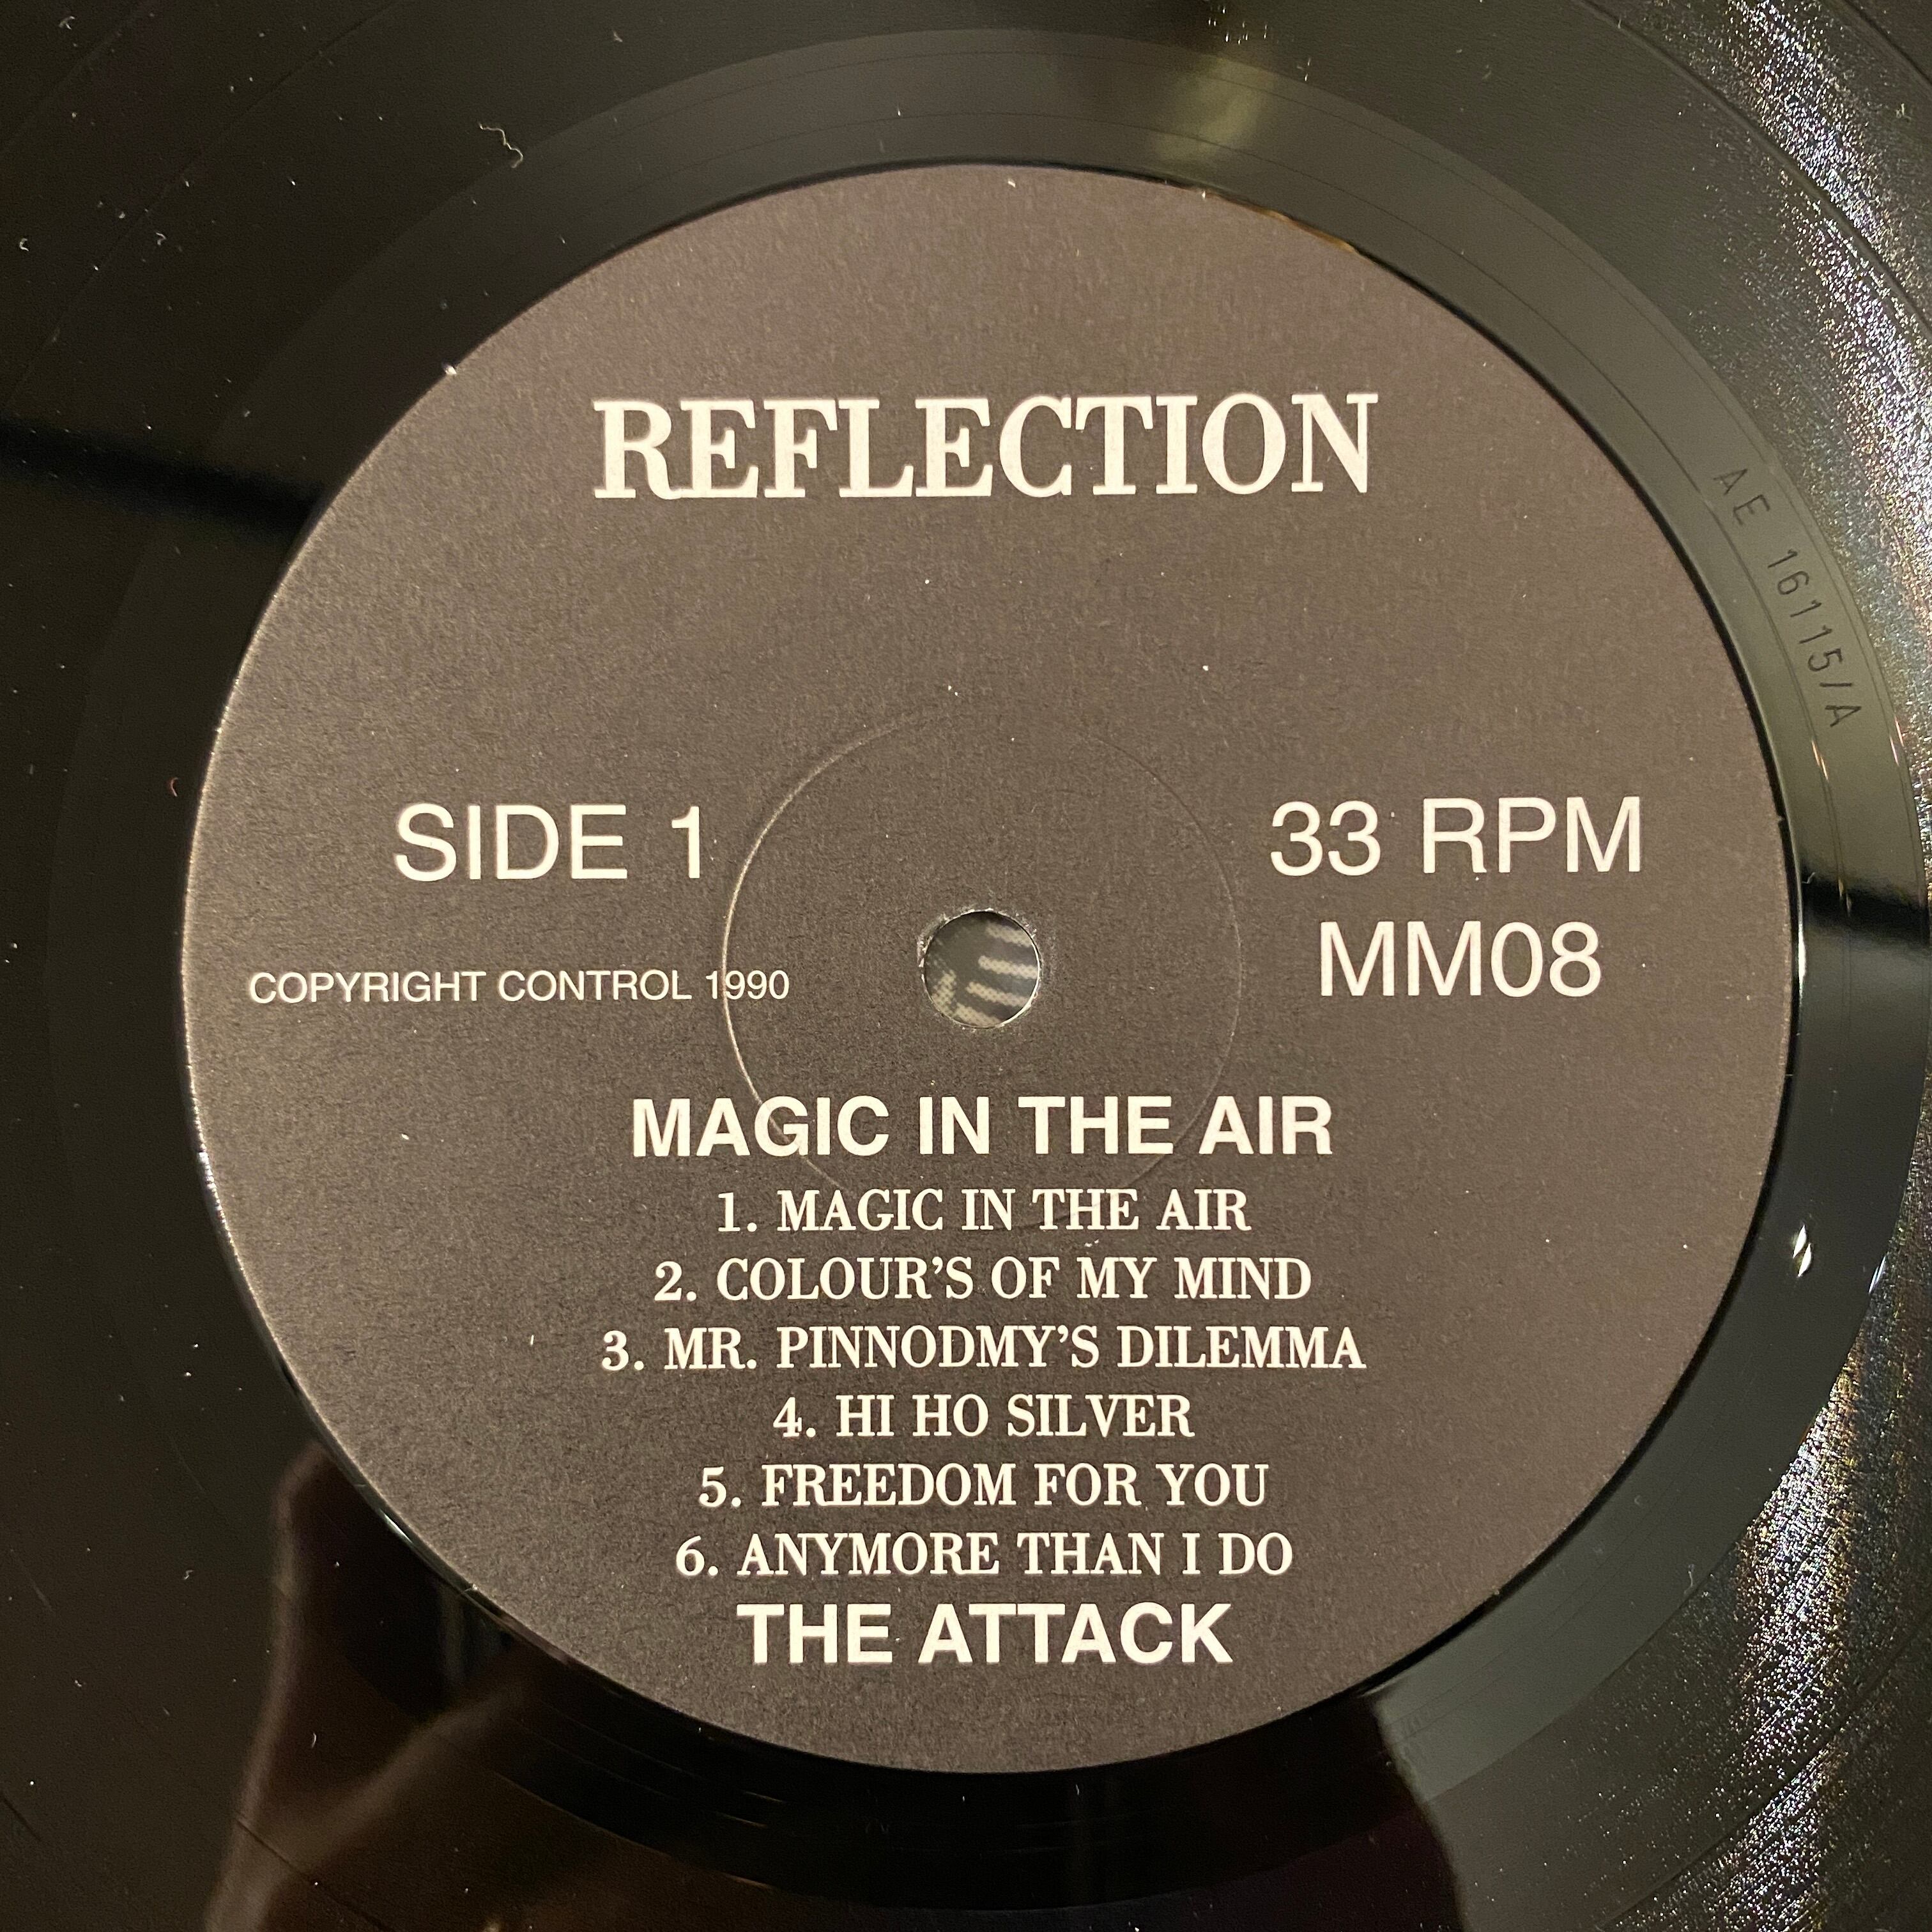 REFLECTION
AE 16115/A
SIDE 1
33 RPM
MM08
COPYRIGHT CONTROL 1990
MAGIC IN THE AIR
1. MAGIC IN THE AIR
2. COLOUR'S OF MY MIND
3. MR. PINNODMY'S DILEMMA
4. HI HO SILVER
5. FREEDOM FOR YOU
6. ANYMORE THAN I DO
THE ATTACK